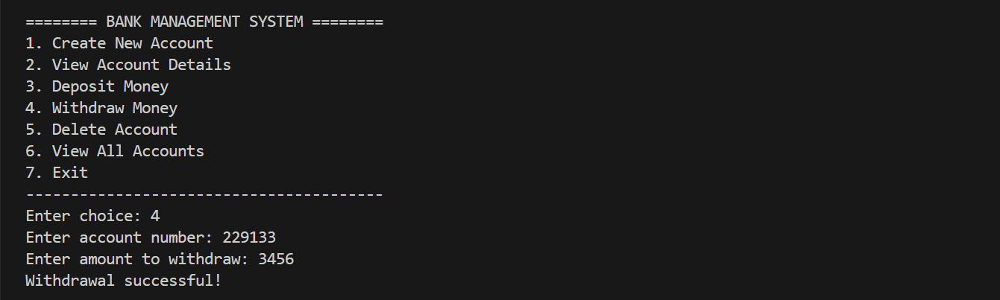 ======== BANK MANAGEMENT SYSTEM ========
1. Create New Account
2. View Account Details
3. Deposit Money
4. Withdraw Money
5. Delete Account
6. View All Accounts
7. Exit
----------------------------------------
Enter choice: 4
Enter account number: 229133
Enter amount to withdraw: 3456
Withdrawal successful!